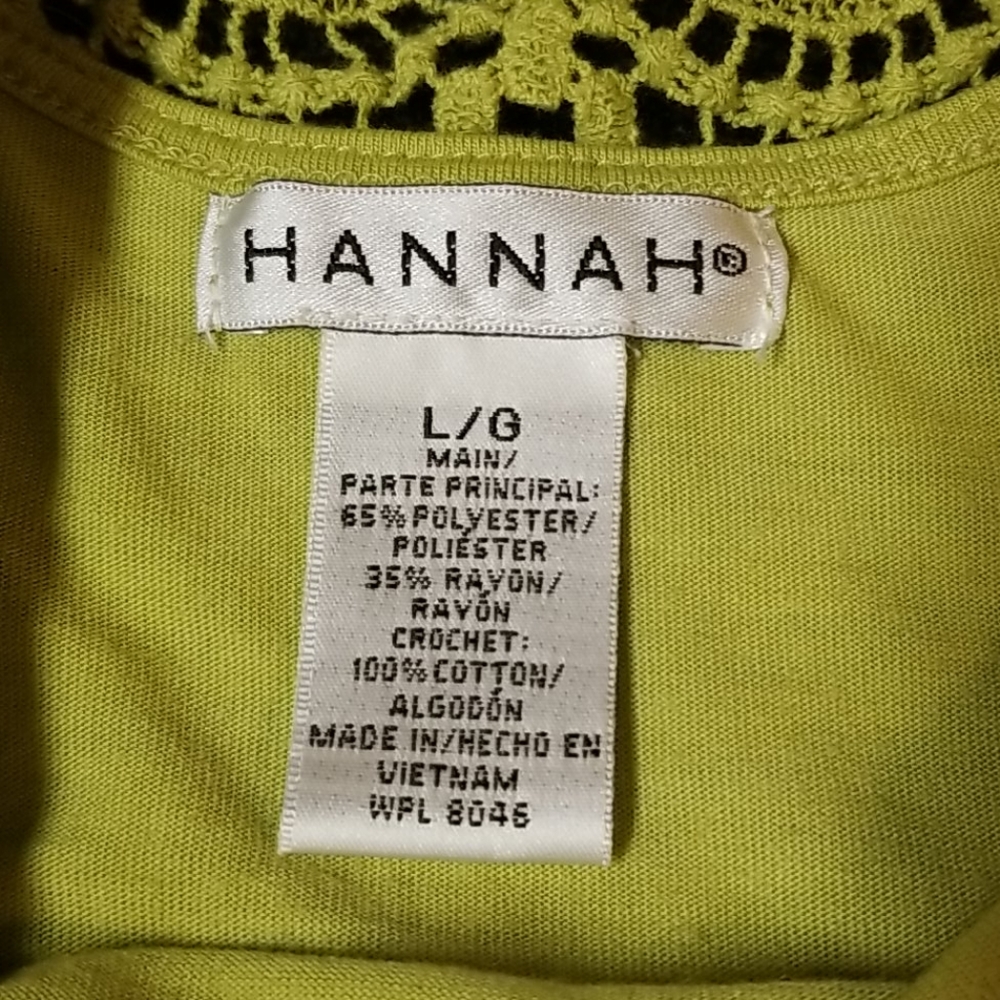 HANNAH®
L/G
MAIN/
PARTE PRINCIPAL:
65% POLYESTER/
POLIÉSTER
35% RAYON/
RAYÓN
CROCHET:
100% COTTON/
ALGODÓN
MADE IN/HECHO EN
VIETNAM
WPL 8046